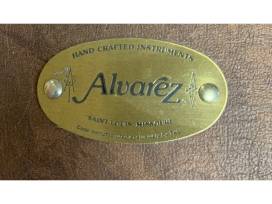 HAND CRAFTED INSTRUMENTS
Alvarez
SAINT LOUIS, MISSOURI